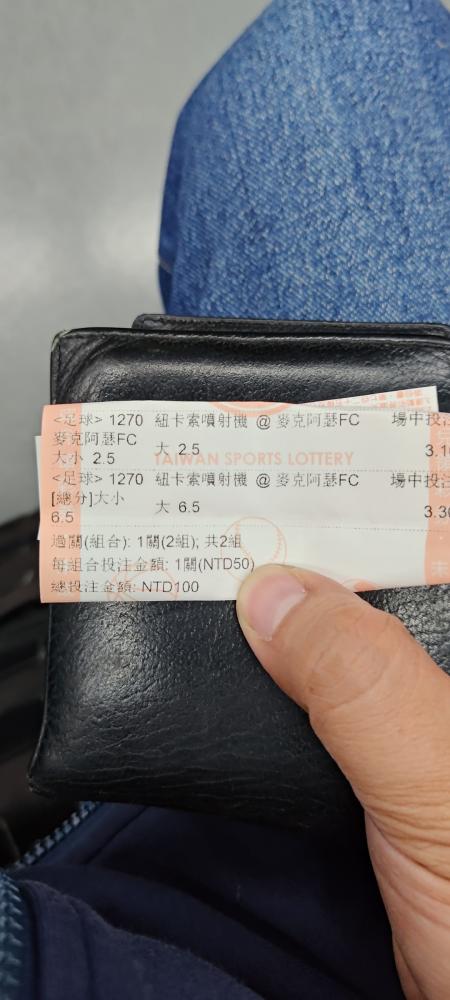 <足球> 1270 紐卡索噴射機 @ 麥克阿瑟FC 場中投
麥克阿瑟FC
大小 2.5 大 2.5 3.1
TAIWAN SPORTS LOTTERY
<足球> 1270 紐卡索噴射機 @ 麥克阿瑟FC 場中投
[總分]大小
6.5 大 6.5 3.3
過關(組合): 1關(2組); 共2組
每組合投注金額: 1關(NTD50)
總投注金額: NTD100